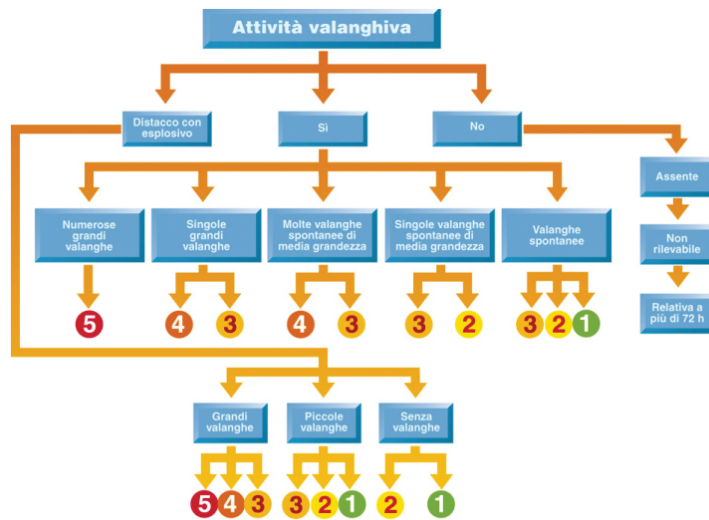 Attività valanghiva
Distacco con
esplosivo
Sì
No
Assente
Numerose
grandi
valanghe
Singole
grandi
valanghe
Molte valanghe
spontanee di
media grandezza
Singole valanghe
spontanee di
media grandezza
Valanghe
spontanee
Non
rilevabile
Relativa a
più di 72 h
5
4
3
4
3
3
2
3
2
1
Grandi
valanghe
Piccole
valanghe
Senza
valanghe
5
4
3
3
2
1
2
1